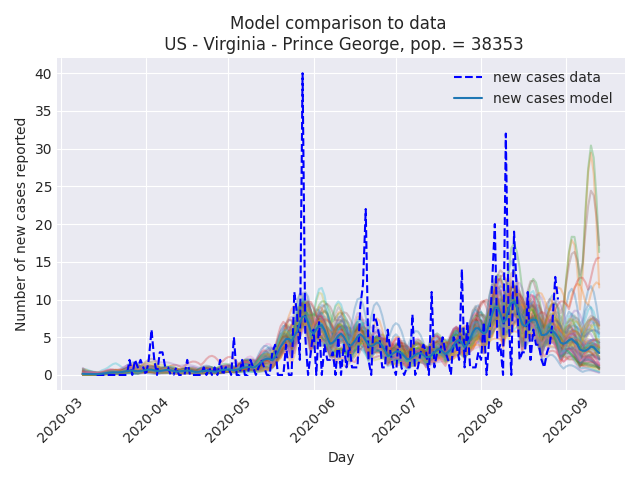 Model comparison to data
US - Virginia - Prince George, pop. = 38353
new cases data
new cases model
Number of new cases reported
40
35
30
25
20
15
10
5
0
2020-03
2020-04
2020-05
2020-06
2020-07
2020-08
2020-09
Day